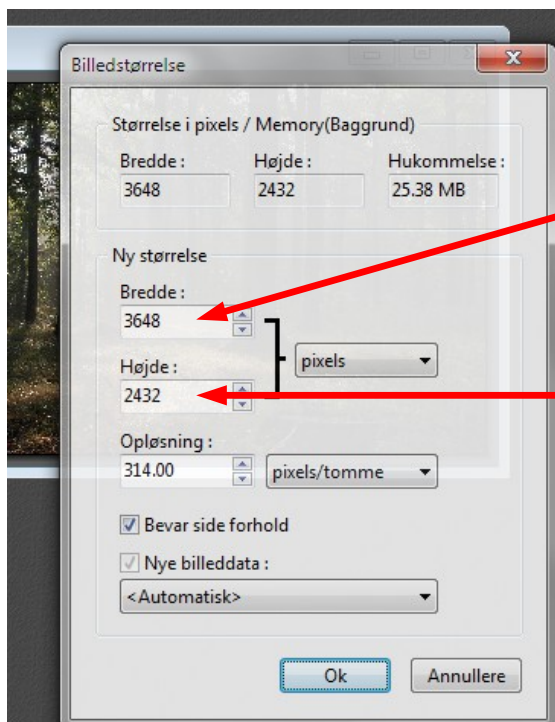 Billedstørrelse
Størrelse i pixels / Memory(Baggrund)
Bredde : Højde : Hukommelse :
3648 2432 25.38 MB
Ny størrelse
Bredde :
3648
pixels
Højde :
2432
Opløsning :
314.00 pixels/tomme
Bevar side forhold
Nye billeddata :
<Automatisk>
Ok Annullere